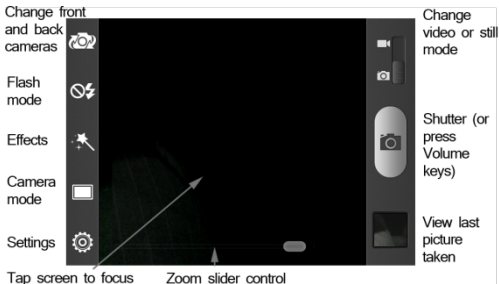 Change front
and back
cameras
Flash
mode
Effects
Camera
mode
Settings
Tap screen to focus
Zoom slider control
Change
video or still
mode
Shutter (or
press
Volume
keys)
View last
picture
taken